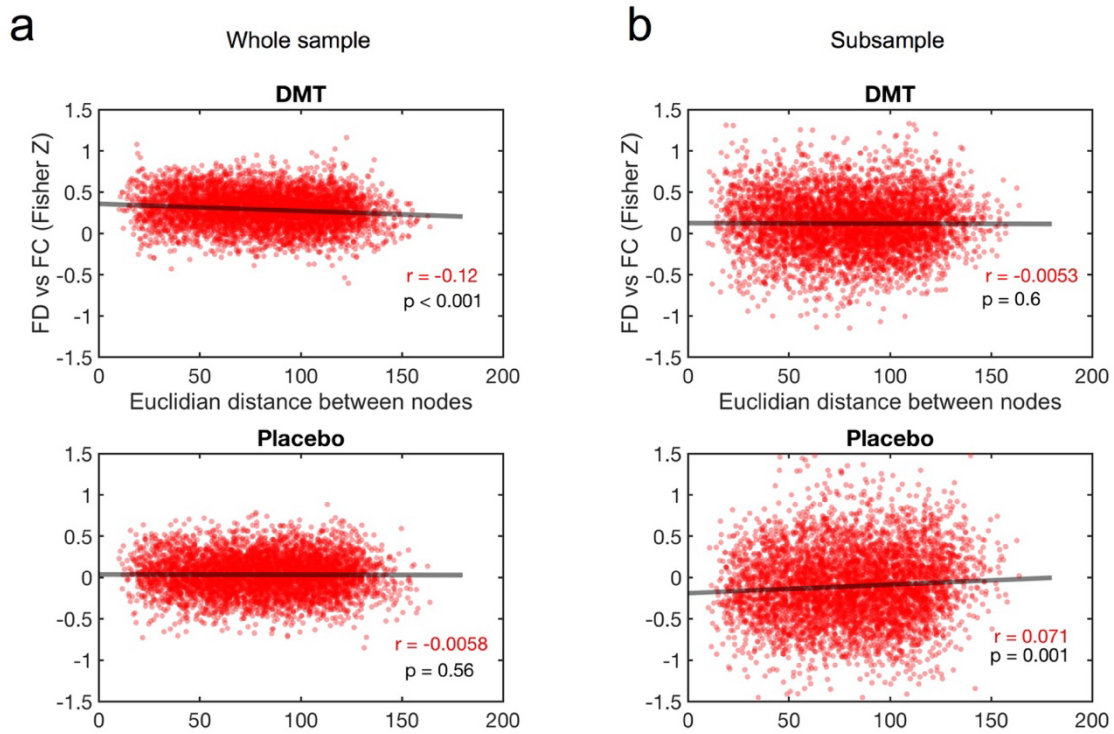 a
Whole sample
DMT
FD vs FC (Fisher Z)
1.5
1
0.5
0
-0.5
-1
-1.5
r = -0.12
p < 0.001
0 50 100 150 200
Euclidian distance between nodes
Placebo
1.5
1
0.5
0
-0.5
-1
-1.5
r = -0.0058
p = 0.56
0 50 100 150 200
b
Subsample
DMT
FD vs FC (Fisher Z)
1.5
1
0.5
0
-0.5
-1
-1.5
r = -0.0053
p = 0.6
0 50 100 150 200
Euclidian distance between nodes
Placebo
1.5
1
0.5
0
-0.5
-1
-1.5
r = 0.071
p = 0.001
0 50 100 150 200